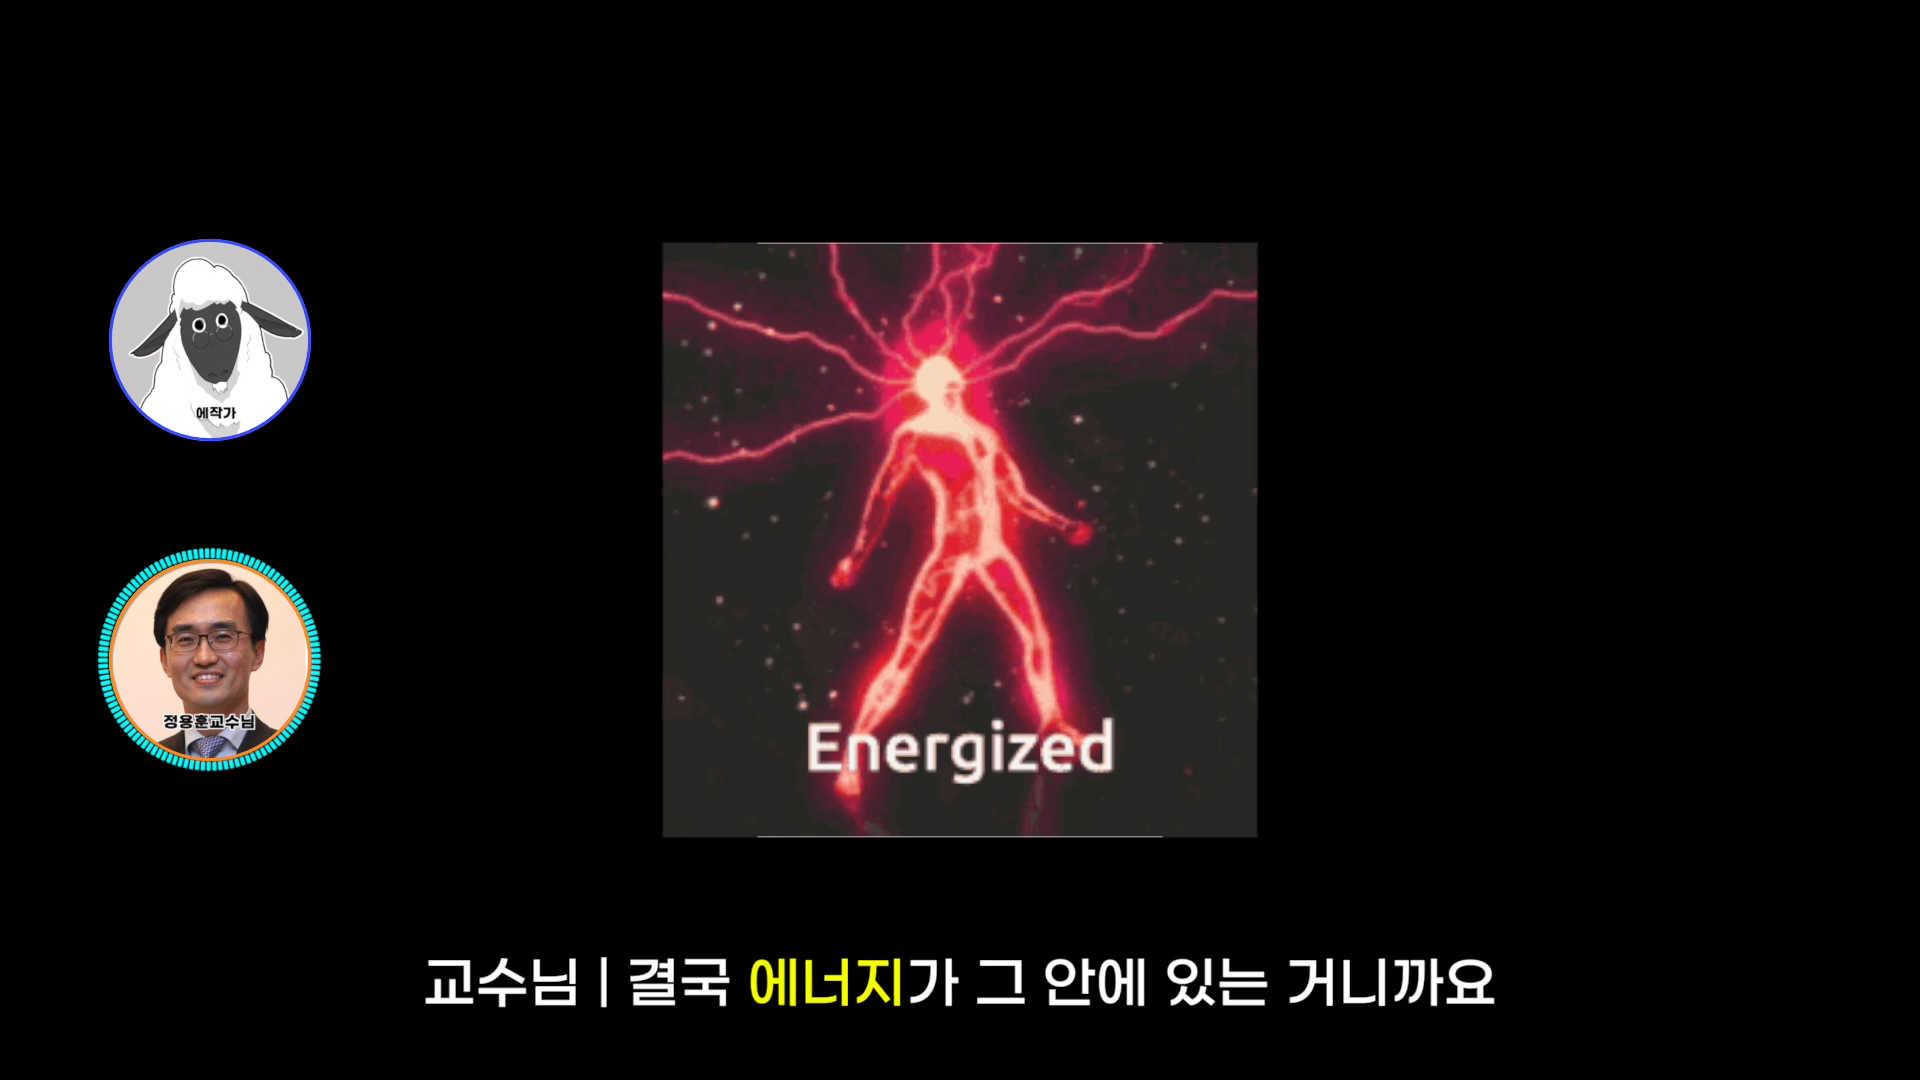 에작가
정용훈교수님
Energized
교수님 | 결국 에너지가 그 안에 있는 거니까요